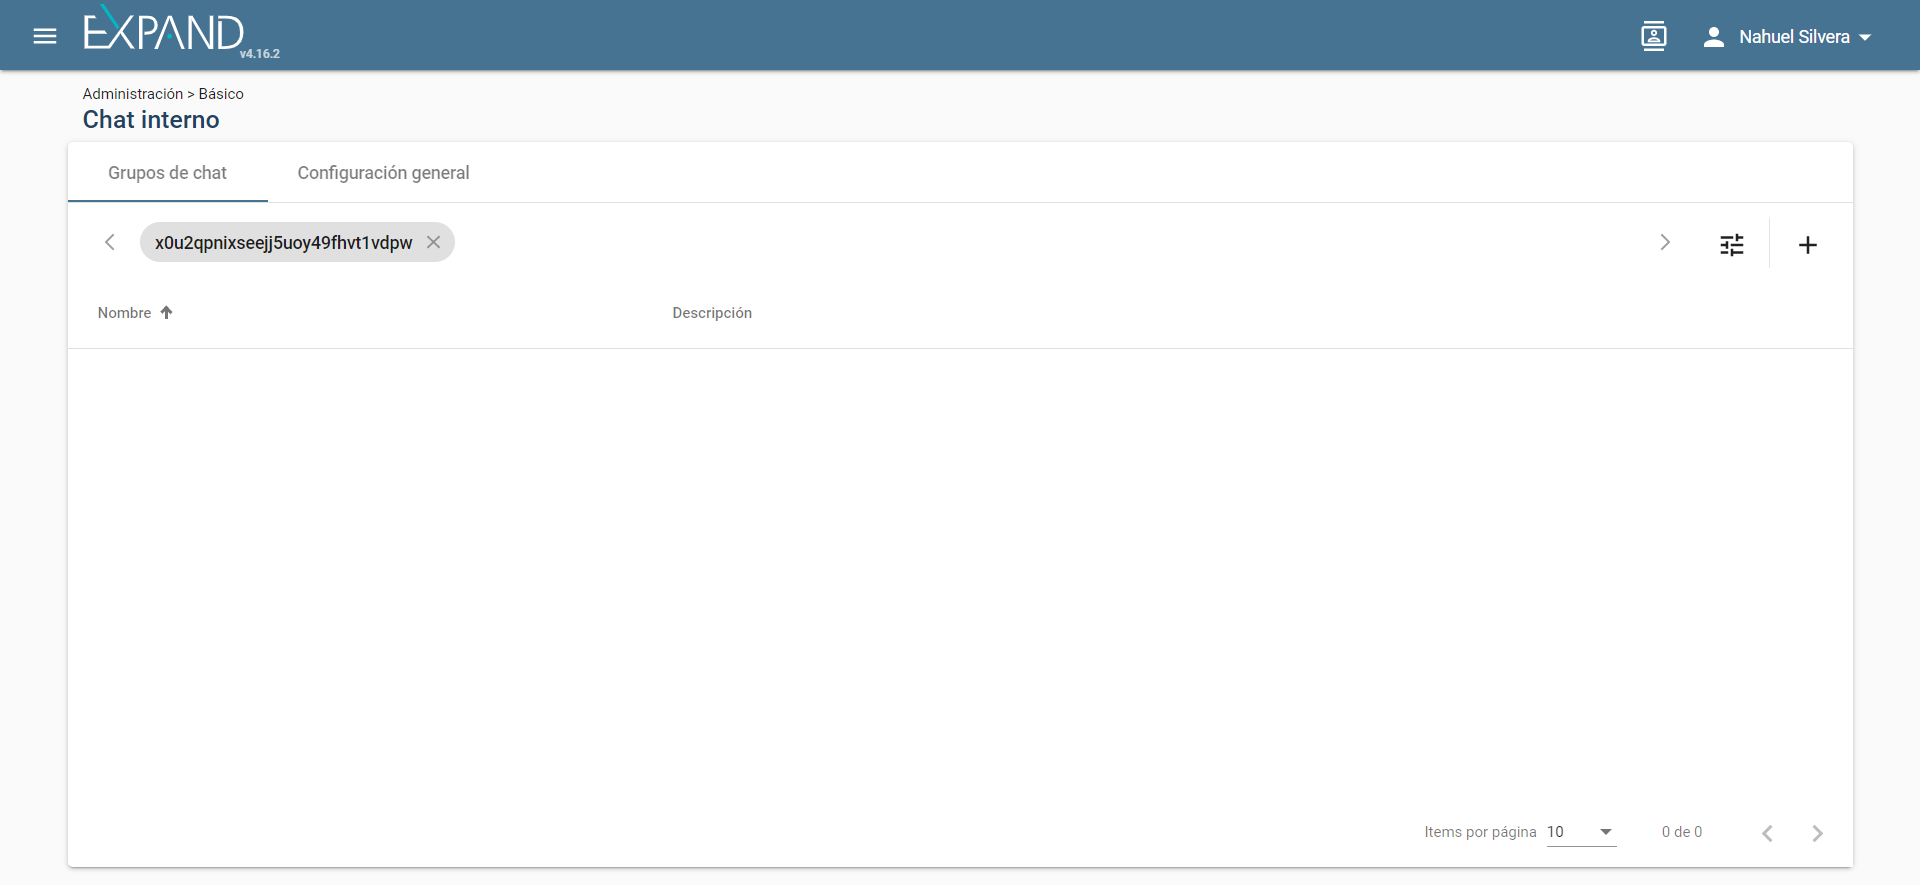 EXPAND
v4.16.2
Nahuel Silvera
Administración > Básico
Chat interno
Grupos de chat
Configuración general
x0u2qpnixseejj5uoy49fhvt1vdpw
Nombre
Descripción
Items por página 10
0 de 0